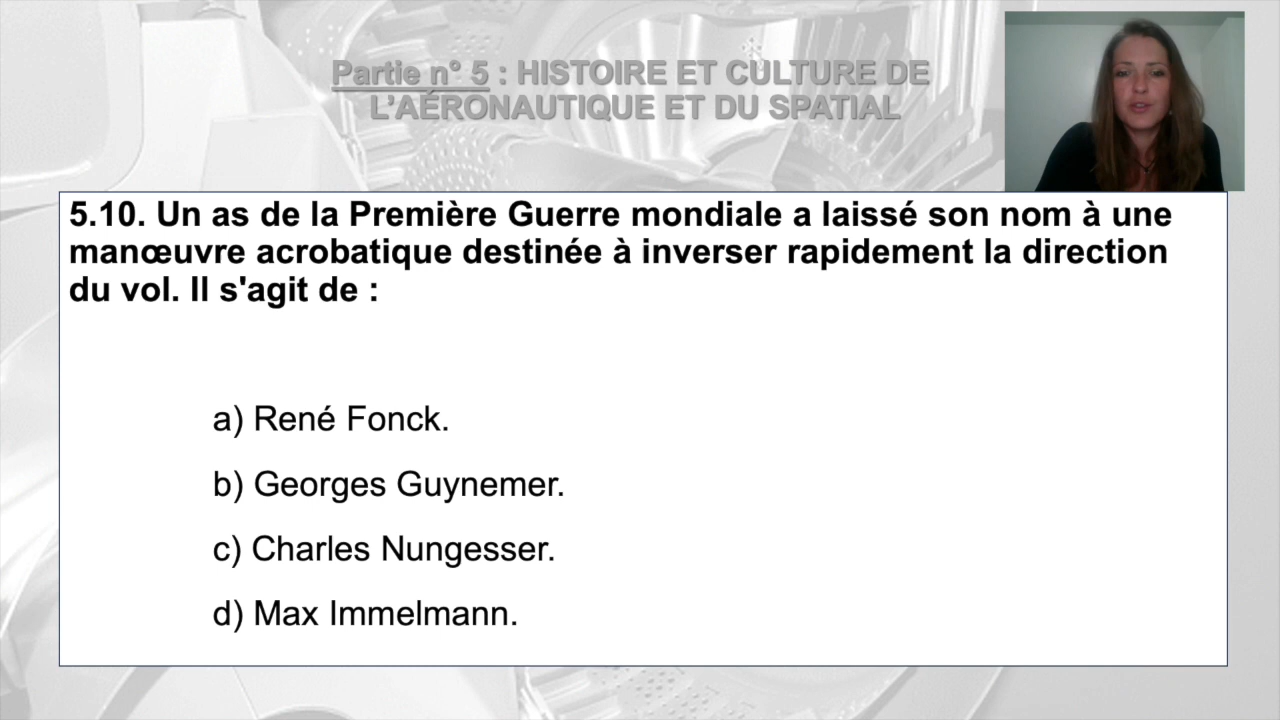 Partie n° 5 : HISTOIRE ET CULTURE DE
L'AÉRONAUTIQUE ET DU SPATIAL
5.10. Un as de la Première Guerre mondiale a laissé son nom à une
manœuvre acrobatique destinée à inverser rapidement la direction
du vol. Il s'agit de :
a) René Fonck.
b) Georges Guynemer.
c) Charles Nungesser.
d) Max Immelmann.